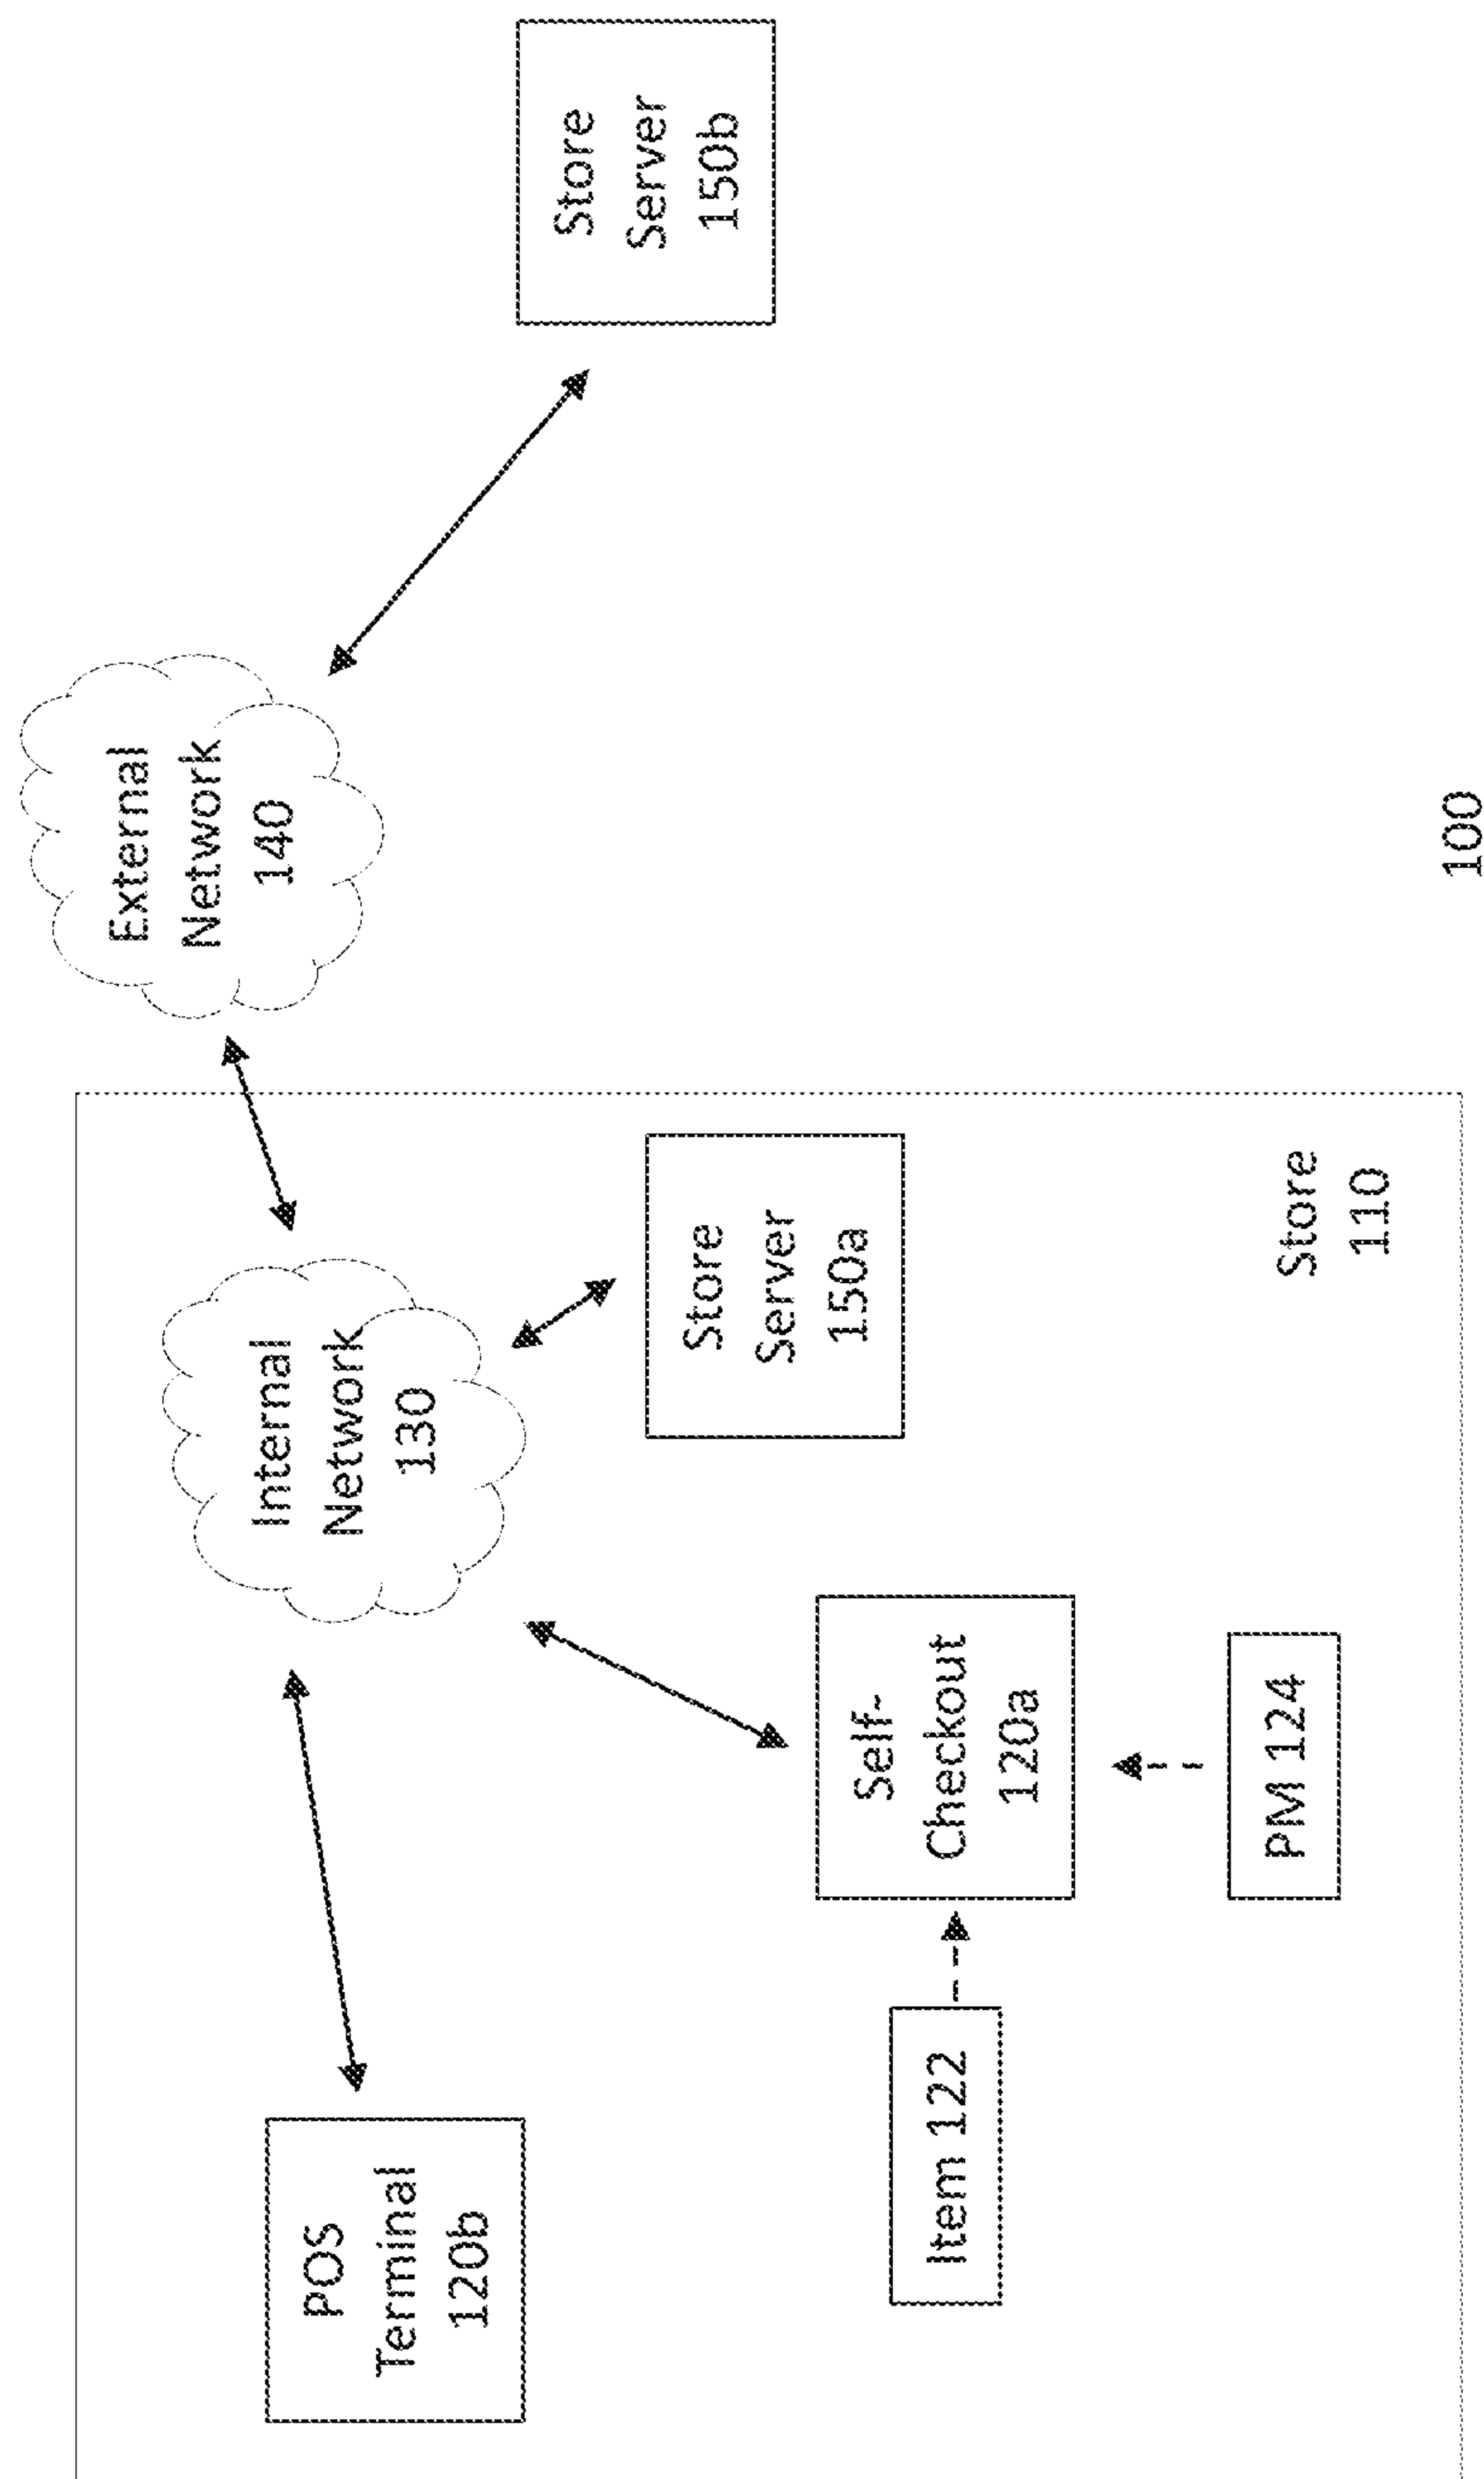 POS
Terminal
120b
Internal
Network
130
External
Network
140
Store
Server
150b
Store
Server
150a
Self-
Checkout
120a
Item 122
PM 124
Store
110
100